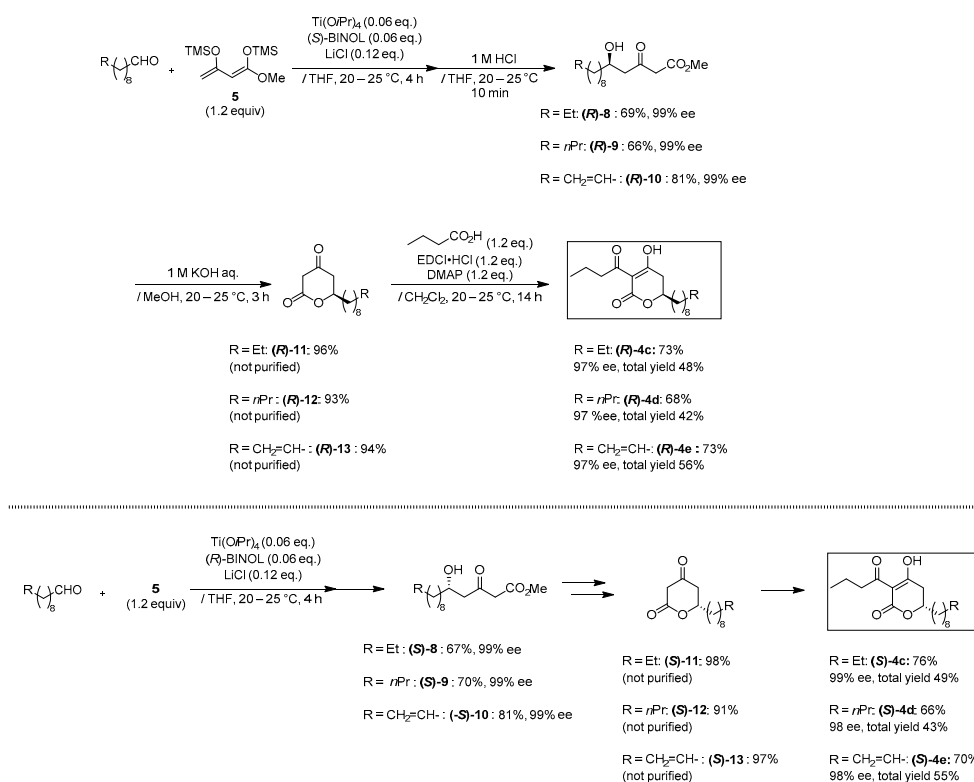 Ti(OiPr)4 (0.06 eq.)
(S)-BINOL (0.06 eq.)
LiCl (0.12 eq.)
/ THF, 20 – 25 °C, 4 h
1 M HCl
/ THF, 20 – 25 °C
10 min
R ( )8 CHO + TMSO OTMS OMe
5
(1.2 equiv)
R ( )8 OH O CO2Me
R = Et: (R)-8 : 69%, 99% ee
R = nPr: (R)-9 : 66%, 99% ee
R = CH2=CH- : (R)-10 : 81%, 99% ee
1 M KOH aq.
/ MeOH, 20 – 25 °C, 3 h
O O O ( )8 R
CO2H (1.2 eq.)
EDCl•HCl (1.2 eq.)
DMAP (1.2 eq.)
/ CH2Cl2, 20 – 25 °C, 14 h
O OH O O ( )8 R
R = Et: (R)-11: 96%
(not purified)
R = nPr : (R)-12: 93%
(not purified)
R = CH2=CH- : (R)-13 : 94%
(not purified)
R = Et: (R)-4c: 73%
97% ee, total yield 48%
R = nPr: (R)-4d: 68%
97 %ee, total yield 42%
R = CH2=CH-: (R)-4e : 73%
97% ee, total yield 56%
Ti(OiPr)4 (0.06 eq.)
(R)-BINOL (0.06 eq.)
LiCl (0.12 eq.)
/ THF, 20 – 25 °C, 4 h
R ( )8 CHO + 5
(1.2 equiv)
R ( )8 OH O CO2Me
O O O ( )8 R
O OH O O ( )8 R
R = Et : (S)-8 : 67%, 99% ee
R = nPr : (S)-9 : 70%, 99% ee
R = CH2=CH- : (-S)-10 : 81%, 99% ee
R = Et: (S)-11: 98%
(not purified)
R = nPr : (S)-12: 91%
(not purified)
R = CH2=CH- : (S)-13 : 97%
(not purified)
R = Et: (S)-4c: 76%
99% ee, total yield 49%
R = nPr: (S)-4d: 66%
98 ee, total yield 43%
R = CH2=CH-: (S)-4e: 70%
98% ee, total yield 55%